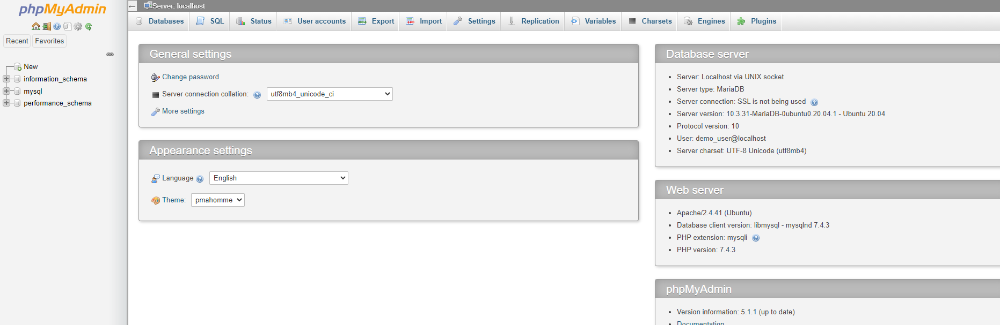 phpMyAdmin
Recent Favorites
New
information_schema
mysql
performance_schema
Server: localhost
Databases SQL Status User accounts Export Import Settings Replication Variables Charsets Engines Plugins
General settings
Change password
Server connection collation: utf8mb4_unicode_ci
More settings
Appearance settings
Language English
Theme: pmahomme
Database server
Server: Localhost via UNIX socket
Server type: MariaDB
Server connection: SSL is not being used
Server version: 10.3.31-MariaDB-0ubuntu0.20.04.1 - Ubuntu 20.04
Protocol version: 10
User: demo_user@localhost
Server charset: UTF-8 Unicode (utf8mb4)
Web server
Apache/2.4.41 (Ubuntu)
Database client version: libmysql - mysqlnd 7.4.3
PHP extension: mysqli
PHP version: 7.4.3
phpMyAdmin
Version information: 5.1.1 (up to date)
Documentation